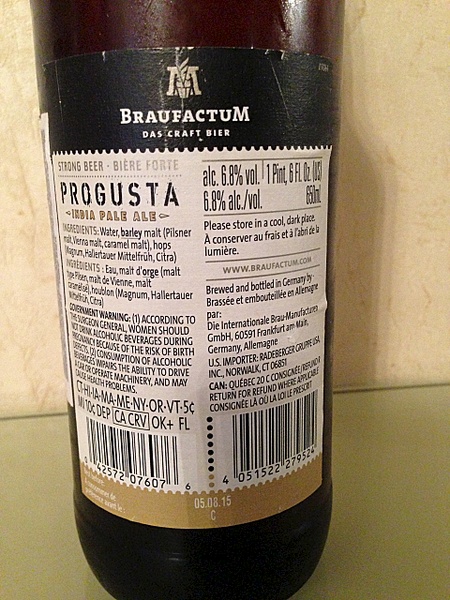 BRAUFACTUM
DAS CRAFT BIER
STRONG BEER · BIÈRE FORTE
PROGUSTA
INDIA PALE ALE
INGREDIENTS: Water, barley malt (Pilsner
malt, Vienna malt, caramel malt), hops
(Magnum, Hallertauer Mittelfrüh, Citra)
INGRÉDIENTS : Eau, malt d'orge (malt
type Pilsen, malt de Vienne, malt
caramélisé), houblon (Magnum, Hallertauer
Mittelfrüh, Citra)
GOVERNMENT WARNING: (1) ACCORDING TO
THE SURGEON GENERAL, WOMEN SHOULD
NOT DRINK ALCOHOLIC BEVERAGES DURING
PREGNANCY BECAUSE OF THE RISK OF BIRTH
DEFECTS. (2) CONSUMPTION OF ALCOHOLIC
BEVERAGES IMPAIRS THE ABILITY TO DRIVE
A CAR OR OPERATE MACHINERY, AND MAY
CAUSE HEALTH PROBLEMS.
CT-HI-IA-MA-ME-NY-OR-VT-5¢
MI 10¢ DEP CA CRV OK+ FL
42572 07607 6
alc. 6.8% vol. 1 Pint, 6 Fl. Oz. (US)
6.8% alc./vol. 650ml
Please store in a cool, dark place.
À conserver au frais et à l'abri de la
lumière.
WWW.BRAUFACTUM.COM
Brewed and bottled in Germany by ·
Brassée et embouteillée en Allemagne
par:
Die Internationale Brau-Manufacturen
GmbH, 60591 Frankfurt am Main,
Germany, Allemagne
U.S. IMPORTER: RADEBERGER GRUPPE USA,
INC., NORWALK, CT 06851
CAN: QUÉBEC 20 C CONSIGNÉE / REFUND
RETURN FOR REFUND WHERE APPLICABLE
CONSIGNÉE LÀ OÙ LA LOI LE PRESCRIT
4 051522 279524
05.08.15
C